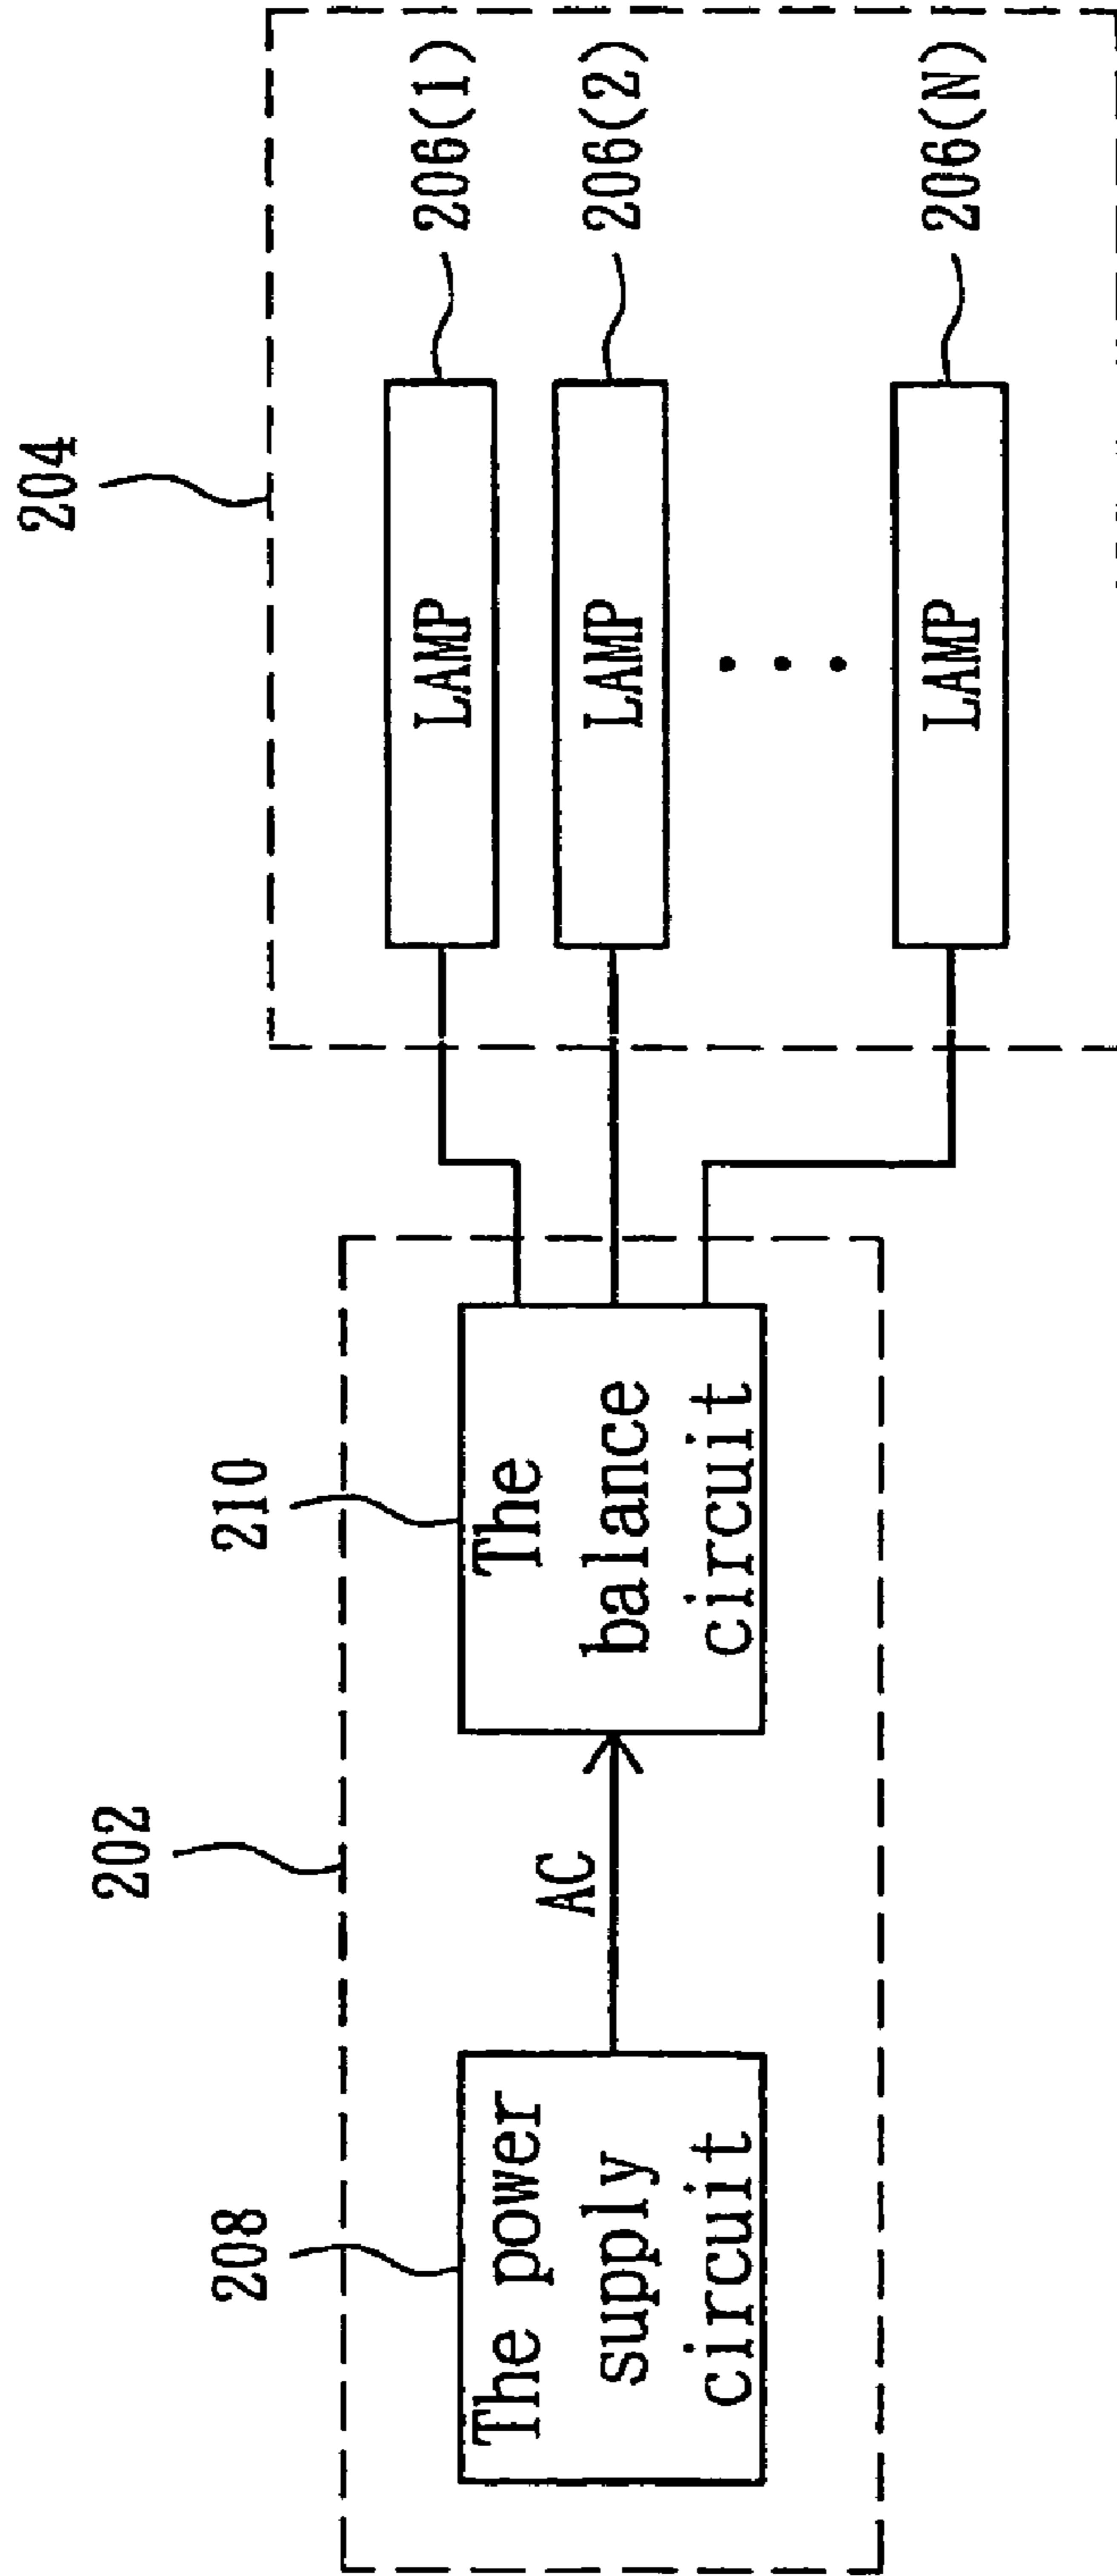 204
202
208
210
The power
supply
circuit
AC
The
balance
circuit
LAMP
206(1)
LAMP
206(2)
LAMP
206(N)